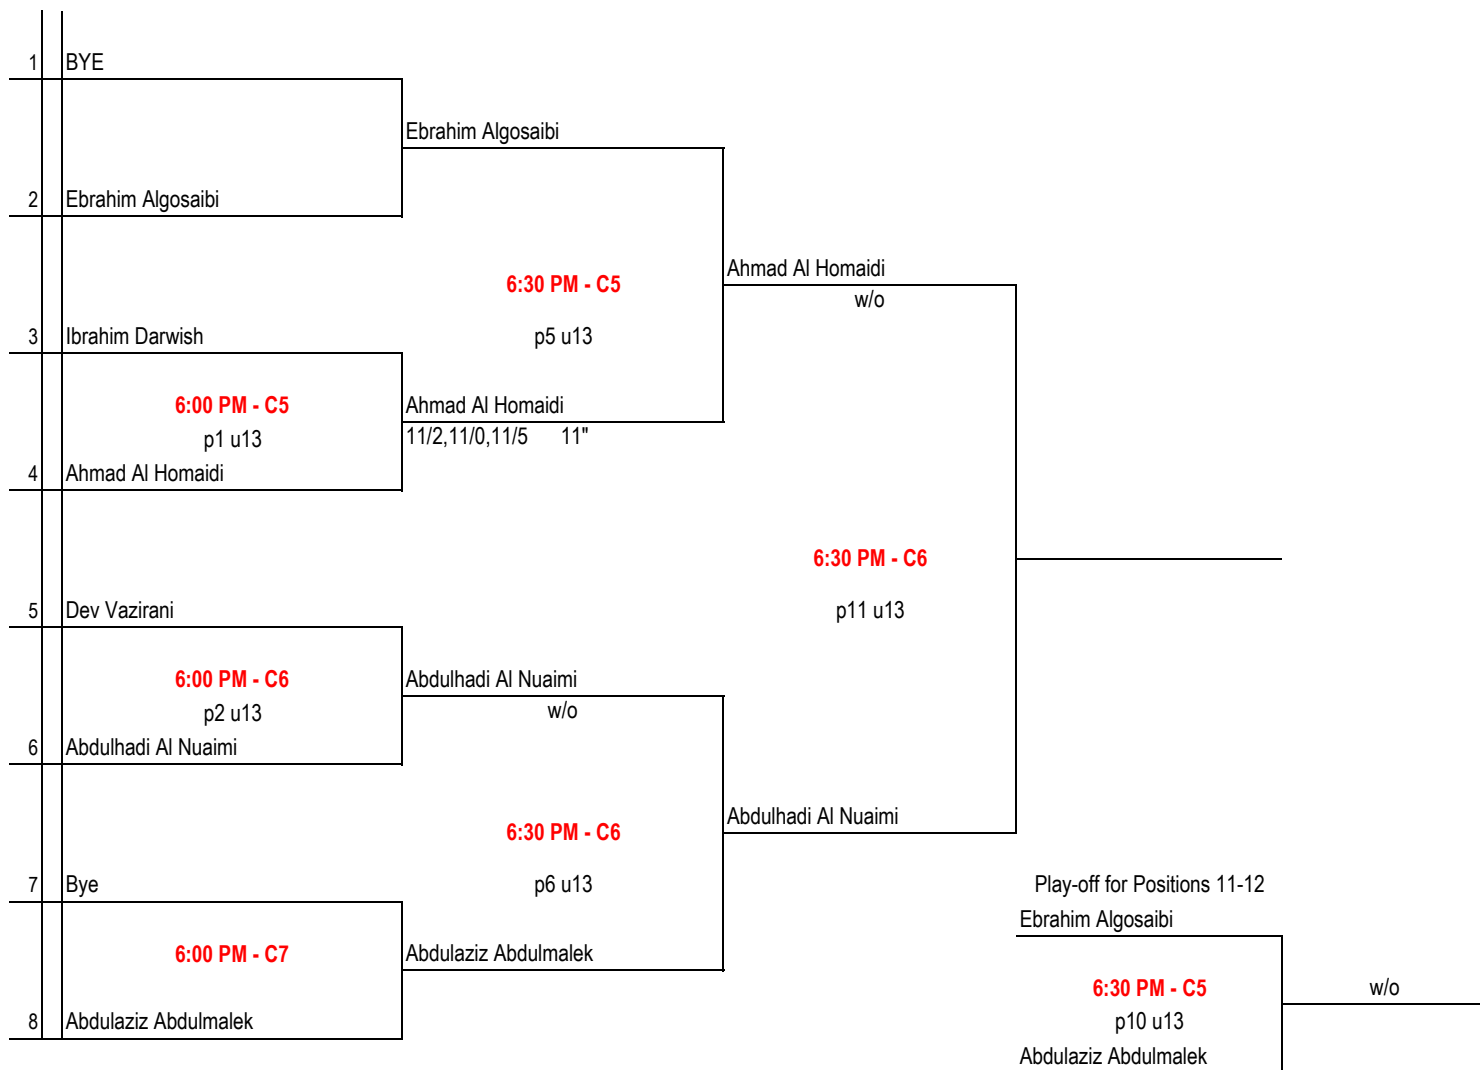 1 BYE
Ebrahim Algosaibi
2 Ebrahim Algosaibi
6:30 PM - C5
Ahmad Al Homaidi
w/o
3 Ibrahim Darwish
p5 u13
6:00 PM - C5
Ahmad Al Homaidi
p1 u13
11/2,11/0,11/5 11"
4 Ahmad Al Homaidi
6:30 PM - C6
5 Dev Vazirani
p11 u13
6:00 PM - C6
Abdulhadi Al Nuaimi
p2 u13
w/o
6 Abdulhadi Al Nuaimi
6:30 PM - C6
Abdulhadi Al Nuaimi
7 Bye
p6 u13
Play-off for Positions 11-12
Ebrahim Algosaibi
6:00 PM - C7
Abdulaziz Abdulmalek
6:30 PM - C5
w/o
8 Abdulaziz Abdulmalek
p10 u13
Abdulaziz Abdulmalek